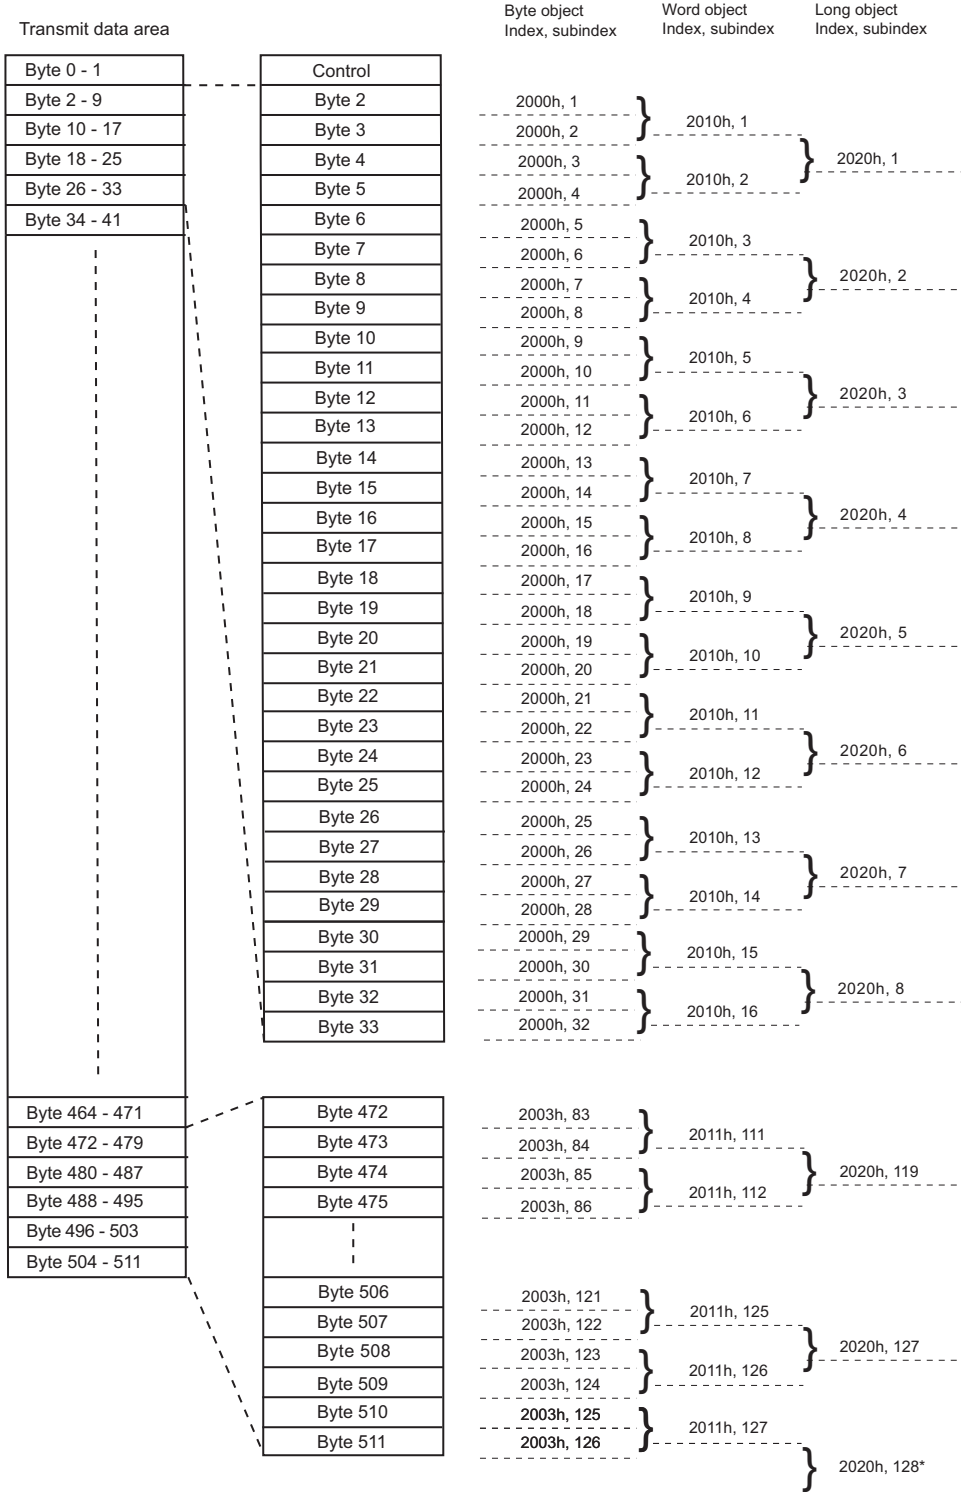 Transmit data area
Byte object
Index, subindex
Word object
Index, subindex
Long object
Index, subindex
Byte 0 - 1
Byte 2 - 9
Byte 10 - 17
Byte 18 - 25
Byte 26 - 33
Byte 34 - 41
Byte 464 - 471
Byte 472 - 479
Byte 480 - 487
Byte 488 - 495
Byte 496 - 503
Byte 504 - 511
Control
Byte 2
Byte 3
Byte 4
Byte 5
Byte 6
Byte 7
Byte 8
Byte 9
Byte 10
Byte 11
Byte 12
Byte 13
Byte 14
Byte 15
Byte 16
Byte 17
Byte 18
Byte 19
Byte 20
Byte 21
Byte 22
Byte 23
Byte 24
Byte 25
Byte 26
Byte 27
Byte 28
Byte 29
Byte 30
Byte 31
Byte 32
Byte 33
Byte 472
Byte 473
Byte 474
Byte 475
Byte 506
Byte 507
Byte 508
Byte 509
Byte 510
Byte 511
2000h, 1
2000h, 2
2000h, 3
2000h, 4
2000h, 5
2000h, 6
2000h, 7
2000h, 8
2000h, 9
2000h, 10
2000h, 11
2000h, 12
2000h, 13
2000h, 14
2000h, 15
2000h, 16
2000h, 17
2000h, 18
2000h, 19
2000h, 20
2000h, 21
2000h, 22
2000h, 23
2000h, 24
2000h, 25
2000h, 26
2000h, 27
2000h, 28
2000h, 29
2000h, 30
2000h, 31
2000h, 32
2003h, 83
2003h, 84
2003h, 85
2003h, 86
2003h, 121
2003h, 122
2003h, 123
2003h, 124
2003h, 125
2003h, 126
2010h, 1
2010h, 2
2010h, 3
2010h, 4
2010h, 5
2010h, 6
2010h, 7
2010h, 8
2010h, 9
2010h, 10
2010h, 11
2010h, 12
2010h, 13
2010h, 14
2010h, 15
2010h, 16
2011h, 111
2011h, 112
2011h, 125
2011h, 126
2011h, 127
2020h, 1
2020h, 2
2020h, 3
2020h, 4
2020h, 5
2020h, 6
2020h, 7
2020h, 8
2020h, 119
2020h, 127
2020h, 128*